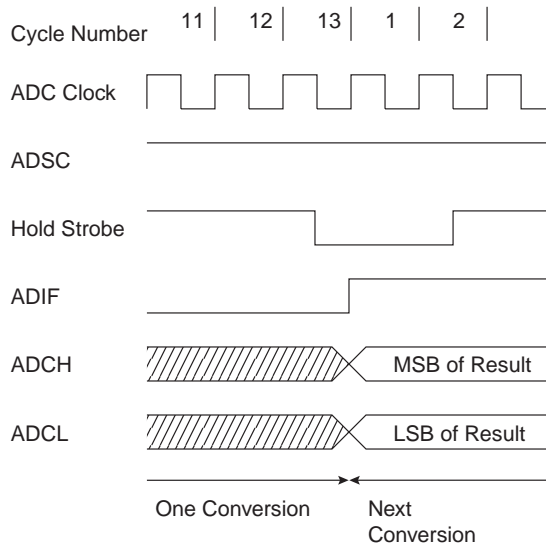 Cycle Number 11 12 13 1 2
ADC Clock
ADSC
Hold Strobe
ADIF
ADCH MSB of Result
ADCL LSB of Result
One Conversion Next
Conversion